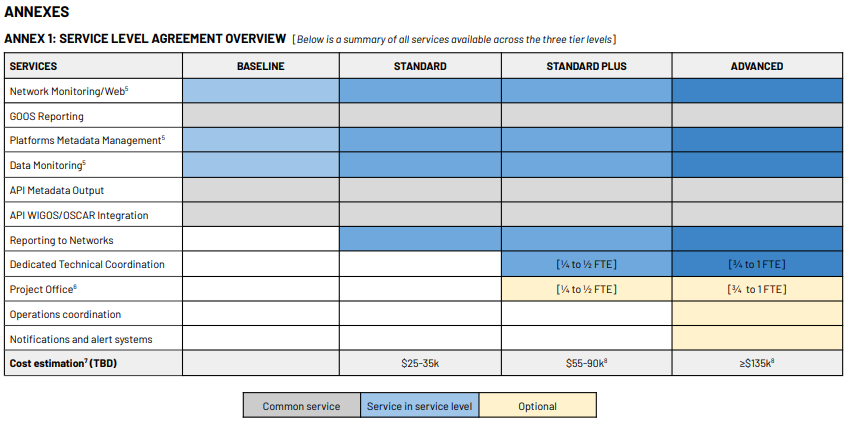 ANNEXES
ANNEX 1: SERVICE LEVEL AGREEMENT OVERVIEW [Below is a summary of all services available across the three tier levels]
SERVICES BASELINE STANDARD STANDARD PLUS ADVANCED
Network Monitoring/Web⁵
GOOS Reporting
Platforms Metadata Management⁵
Data Monitoring⁵
API Metadata Output
API WIGOS/OSCAR Integration
Reporting to Networks
Dedicated Technical Coordination [¼ to ½ FTE] [¾ to 1 FTE]
Project Office⁶ [¼ to ½ FTE] [¾ to 1 FTE]
Operations coordination
Notifications and alert systems
Cost estimation⁷ (TBD) $25-35k $55-90k⁸ ≥$135k⁸
Common service Service in service level Optional